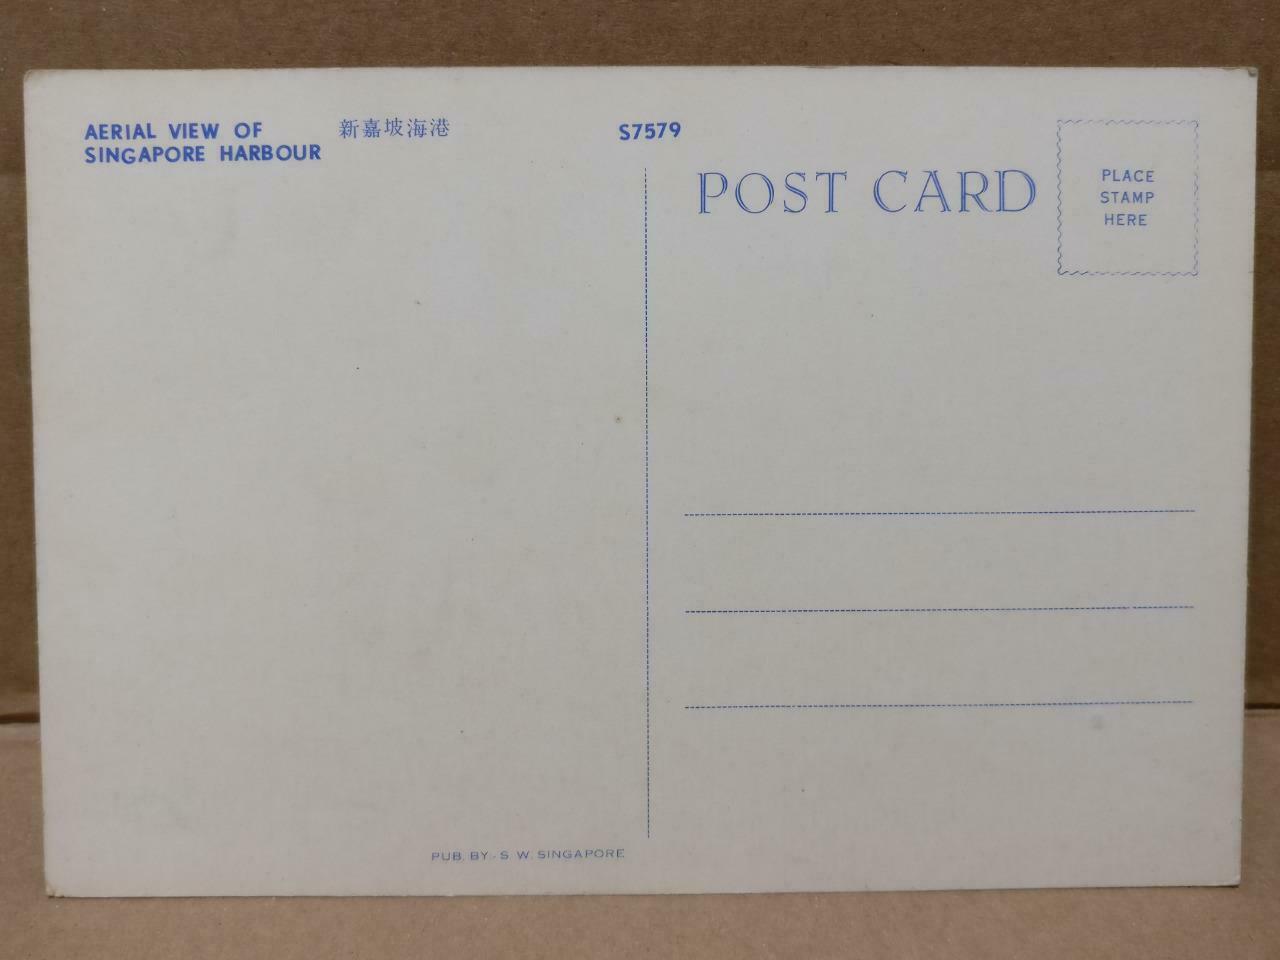 AERIAL VIEW OF
SINGAPORE HARBOUR
新嘉坡海港
S7579
POST CARD
PLACE
STAMP
HERE
PUB. BY:- S. W. SINGAPORE